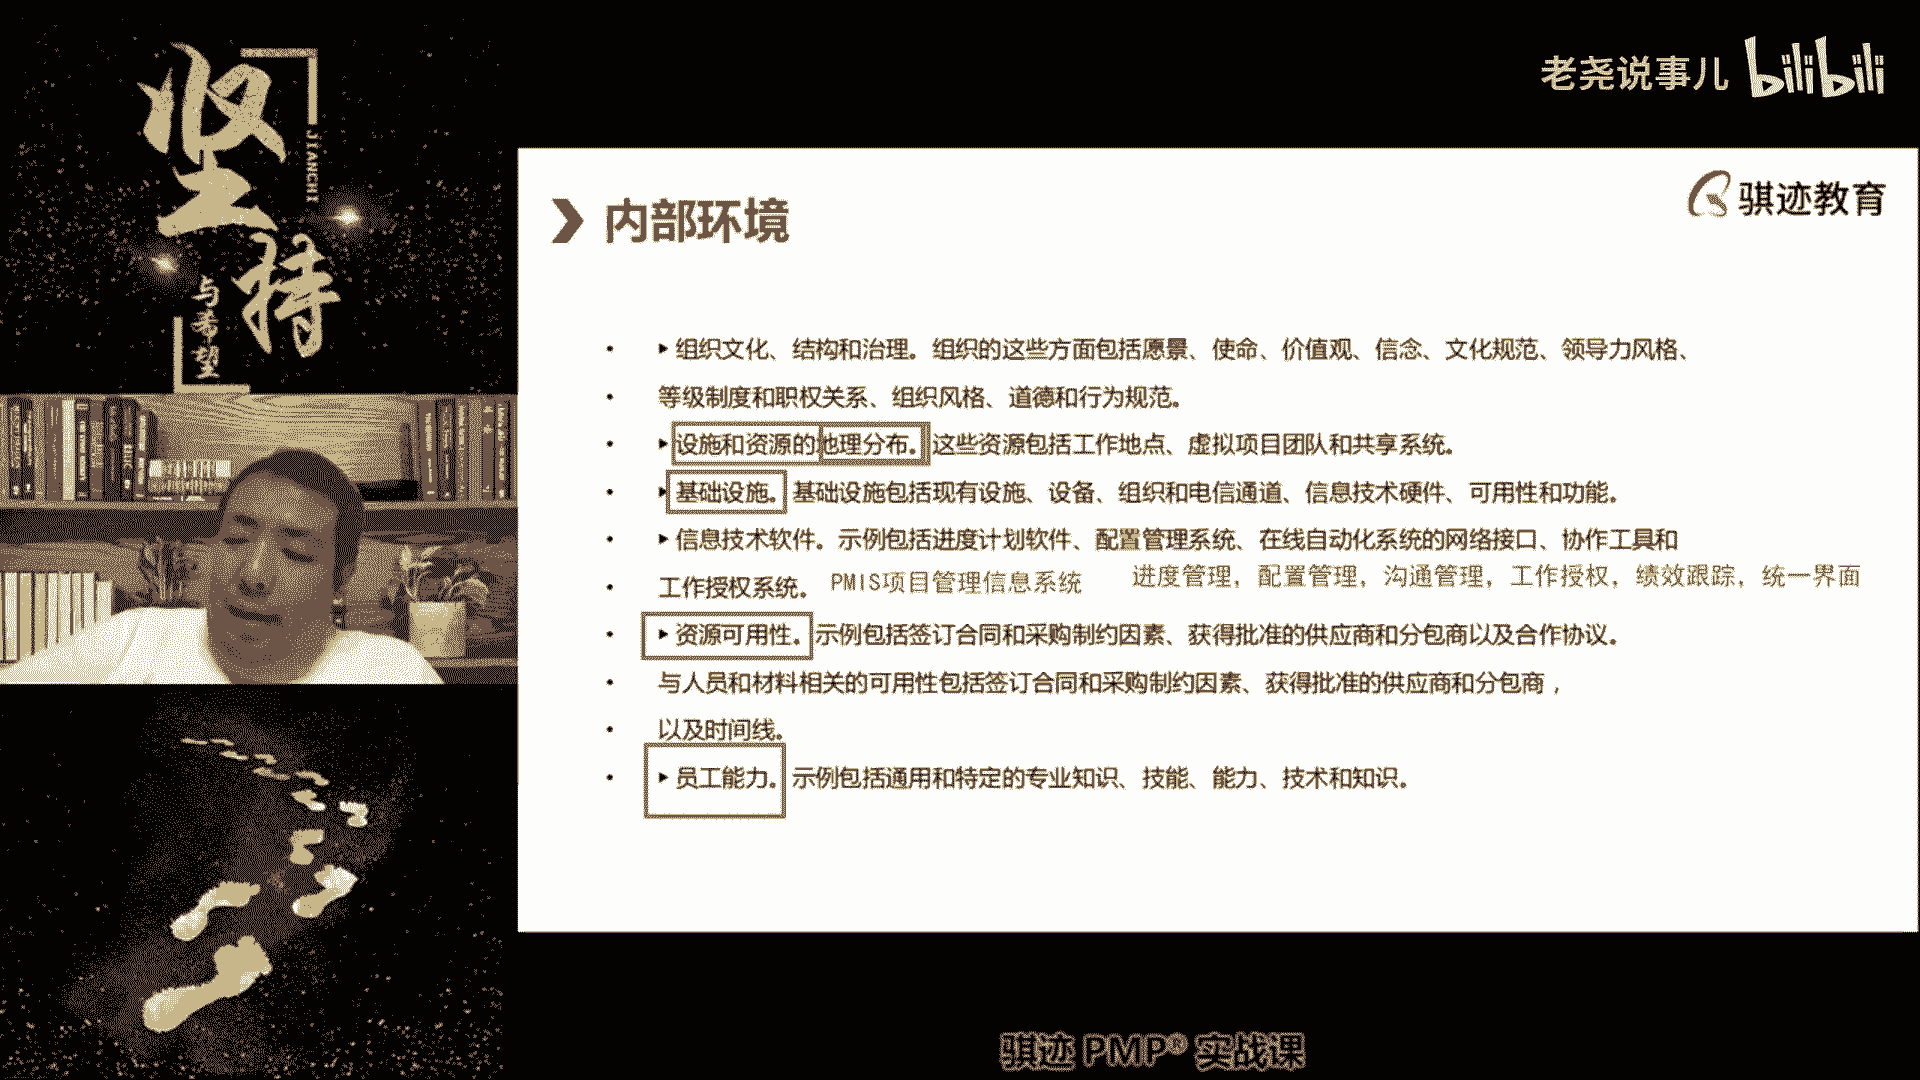 坚持
JIANCHI
与希望
老尧说事儿 bilibili
骐迹教育
内部环境
• ▸组织文化、结构和治理。组织的这些方面包括愿景、使命、价值观、信念、文化规范、领导力风格、
• 等级制度和职权关系、组织风格、道德和行为规范。
• ▸设施和资源的地理分布。这些资源包括工作地点、虚拟项目团队和共享系统。
• ▸基础设施。基础设施包括现有设施、设备、组织和电信通道、信息技术硬件、可用性和功能。
• ▸信息技术软件。示例包括进度计划软件、配置管理系统、在线自动化系统的网络接口、协作工具和
• 工作授权系统。 PMIS项目管理信息系统 进度管理，配置管理，沟通管理，工作授权，绩效跟踪，统一界面
• ▸资源可用性。示例包括签订合同和采购制约因素、获得批准的供应商和分包商以及合作协议。
• 与人员和材料相关的可用性包括签订合同和采购制约因素、获得批准的供应商和分包商，
• 以及时间线。
• ▸员工能力。示例包括通用和特定的专业知识、技能、能力、技术和知识。
骐迹 PMP® 实战课